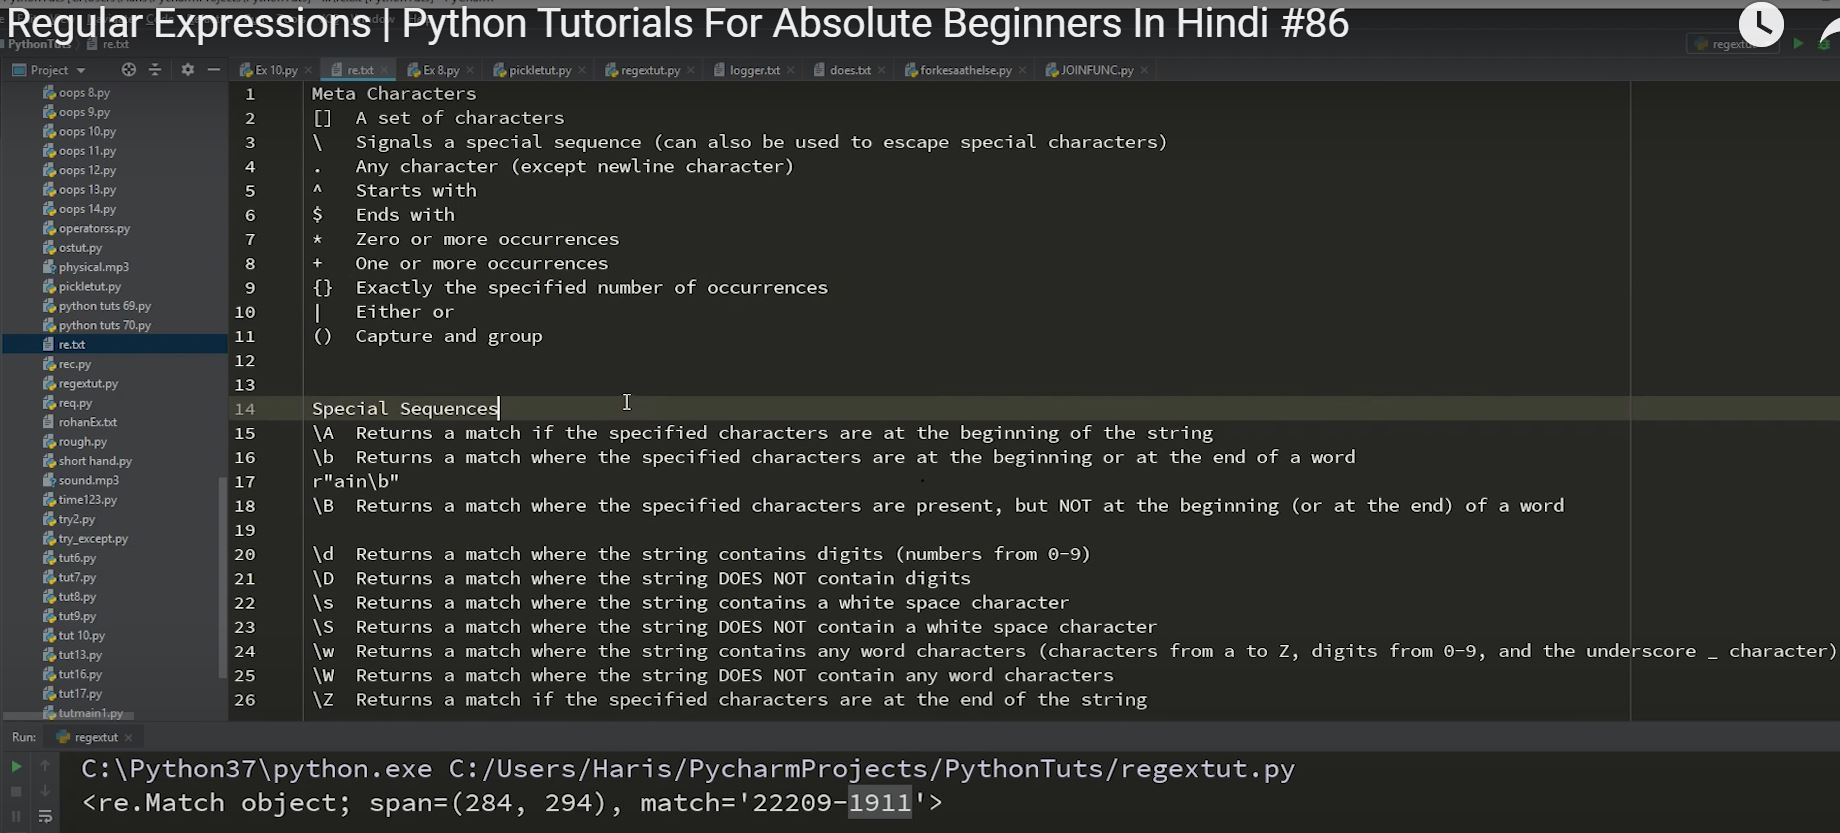 Regular Expressions | Python Tutorials For Absolute Beginners In Hindi #86
PythonTuts
re.txt
Project
Ex 10.py
re.txt
Ex 8.py
pickletut.py
regextut.py
logger.txt
does.txt
forkesaathelse.py
JOINFUNC.py
oops 8.py
oops 9.py
oops 10.py
oops 11.py
oops 12.py
oops 13.py
oops 14.py
operatorss.py
ostut.py
physical.mp3
pickletut.py
python tuts 69.py
python tuts 70.py
re.txt
rec.py
regextut.py
req.py
rohanEx.txt
rough.py
short hand.py
sound.mp3
time123.py
try2.py
try_except.py
tut6.py
tut7.py
tut8.py
tut9.py
tut 10.py
tut13.py
tut16.py
tut17.py
tutmain1.py
1 Meta Characters
2 [] A set of characters
3 \ Signals a special sequence (can also be used to escape special characters)
4 . Any character (except newline character)
5 ^ Starts with
6 $ Ends with
7 * Zero or more occurrences
8 + One or more occurrences
9 {} Exactly the specified number of occurrences
10 | Either or
11 () Capture and group
12
13
14 Special Sequences
15 \A Returns a match if the specified characters are at the beginning of the string
16 \b Returns a match where the specified characters are at the beginning or at the end of a word
17 r"ain\b"
18 \B Returns a match where the specified characters are present, but NOT at the beginning (or at the end) of a word
19
20 \d Returns a match where the string contains digits (numbers from 0-9)
21 \D Returns a match where the string DOES NOT contain digits
22 \s Returns a match where the string contains a white space character
23 \S Returns a match where the string DOES NOT contain a white space character
24 \w Returns a match where the string contains any word characters (characters from a to Z, digits from 0-9, and the underscore _ character)
25 \W Returns a match where the string DOES NOT contain any word characters
26 \Z Returns a match if the specified characters are at the end of the string
Run: regextut
C:\Python37\python.exe C:/Users/Haris/PycharmProjects/PythonTuts/regextut.py
<re.Match object; span=(284, 294), match='22209-1911'>